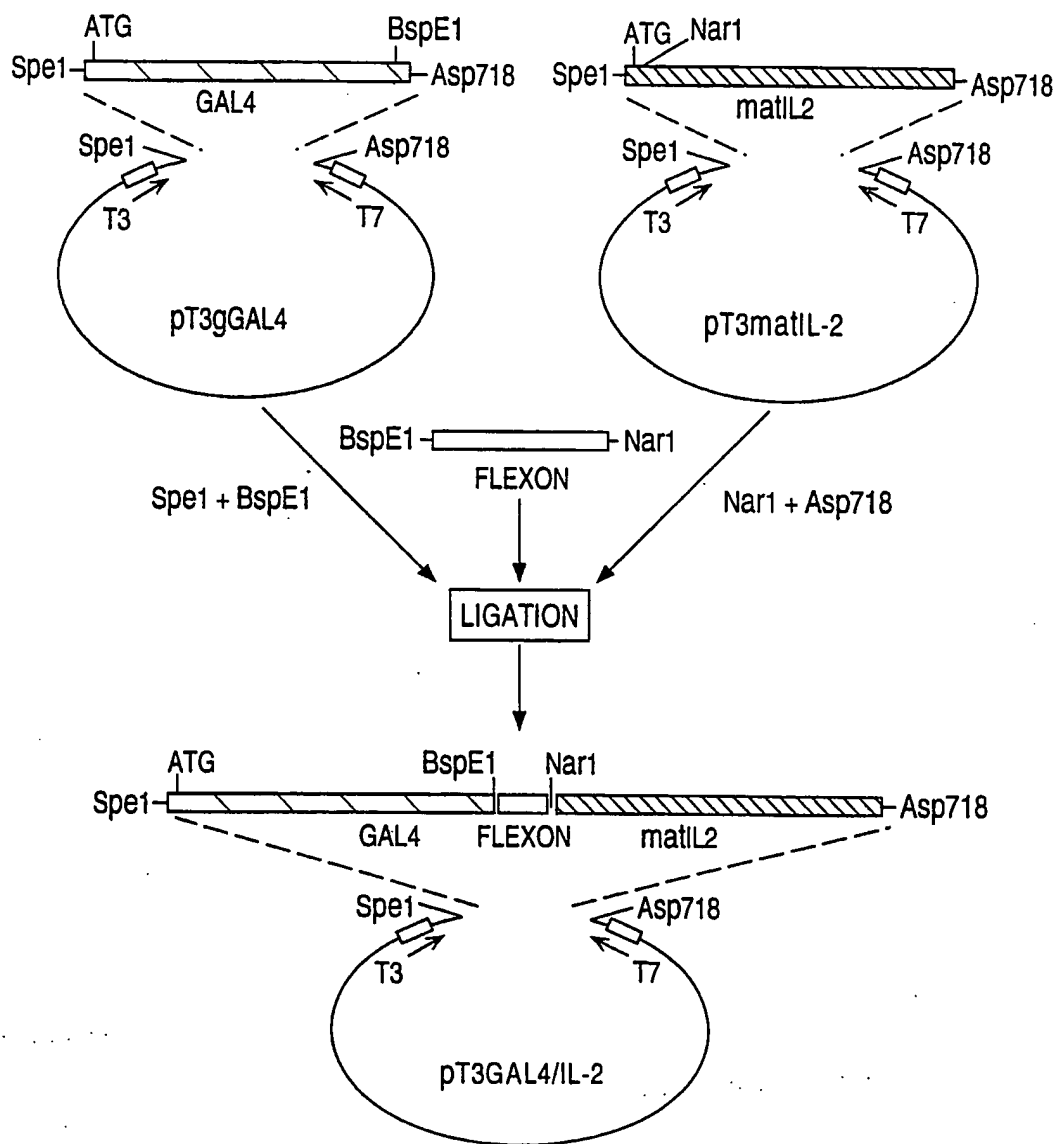 ATG
BspE1
Spe1
Asp718
GAL4
Spe1
Asp718
T3
T7
pT3gGAL4
ATG
Nar1
Spe1
Asp718
matIL2
Spe1
Asp718
T3
T7
pT3matIL-2
BspE1
Nar1
FLEXON
Spe1 + BspE1
Nar1 + Asp718
LIGATION
ATG
BspE1
Nar1
Spe1
Asp718
GAL4
FLEXON
matIL2
Spe1
Asp718
T3
T7
pT3GAL4/IL-2